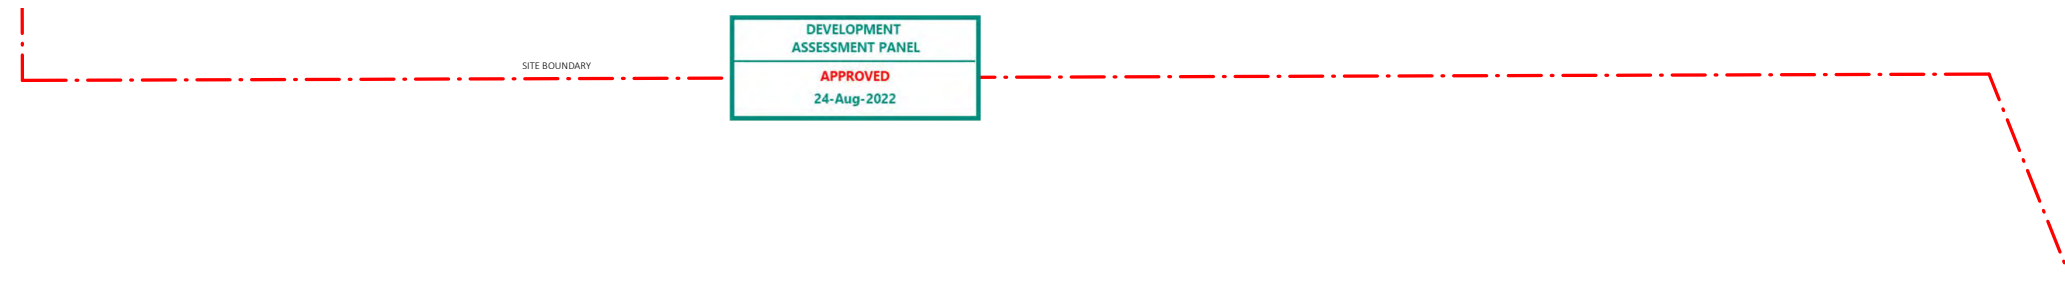 DEVELOPMENT
ASSESSMENT PANEL
SITE BOUNDARY
APPROVED
24-Aug-2022